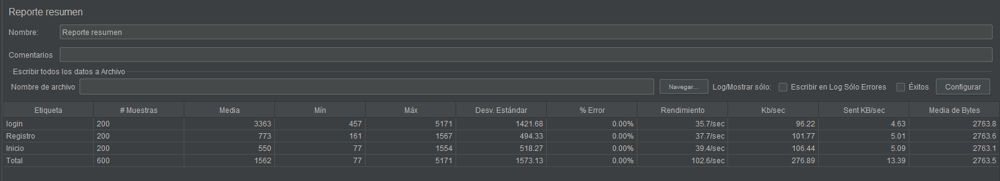 Reporte resumen
Nombre: Reporte resumen
Comentarios
Escribir todos los datos a Archivo
Nombre de archivo Navegar... Log/Mostrar sólo: Escribir en Log Sólo Errores Éxitos Configurar
Etiqueta # Muestras Media Mín Máx Desv. Estándar % Error Rendimiento Kb/sec Sent KB/sec Media de Bytes
login 200 3363 457 5171 1421.68 0.00% 35.7/sec 96.22 4.63 2763.8
Registro 200 773 161 1567 494.33 0.00% 37.7/sec 101.77 5.01 2763.6
Inicio 200 550 77 1554 518.27 0.00% 39.4/sec 106.44 5.09 2763.1
Total 600 1562 77 5171 1573.13 0.00% 102.6/sec 276.89 13.39 2763.5